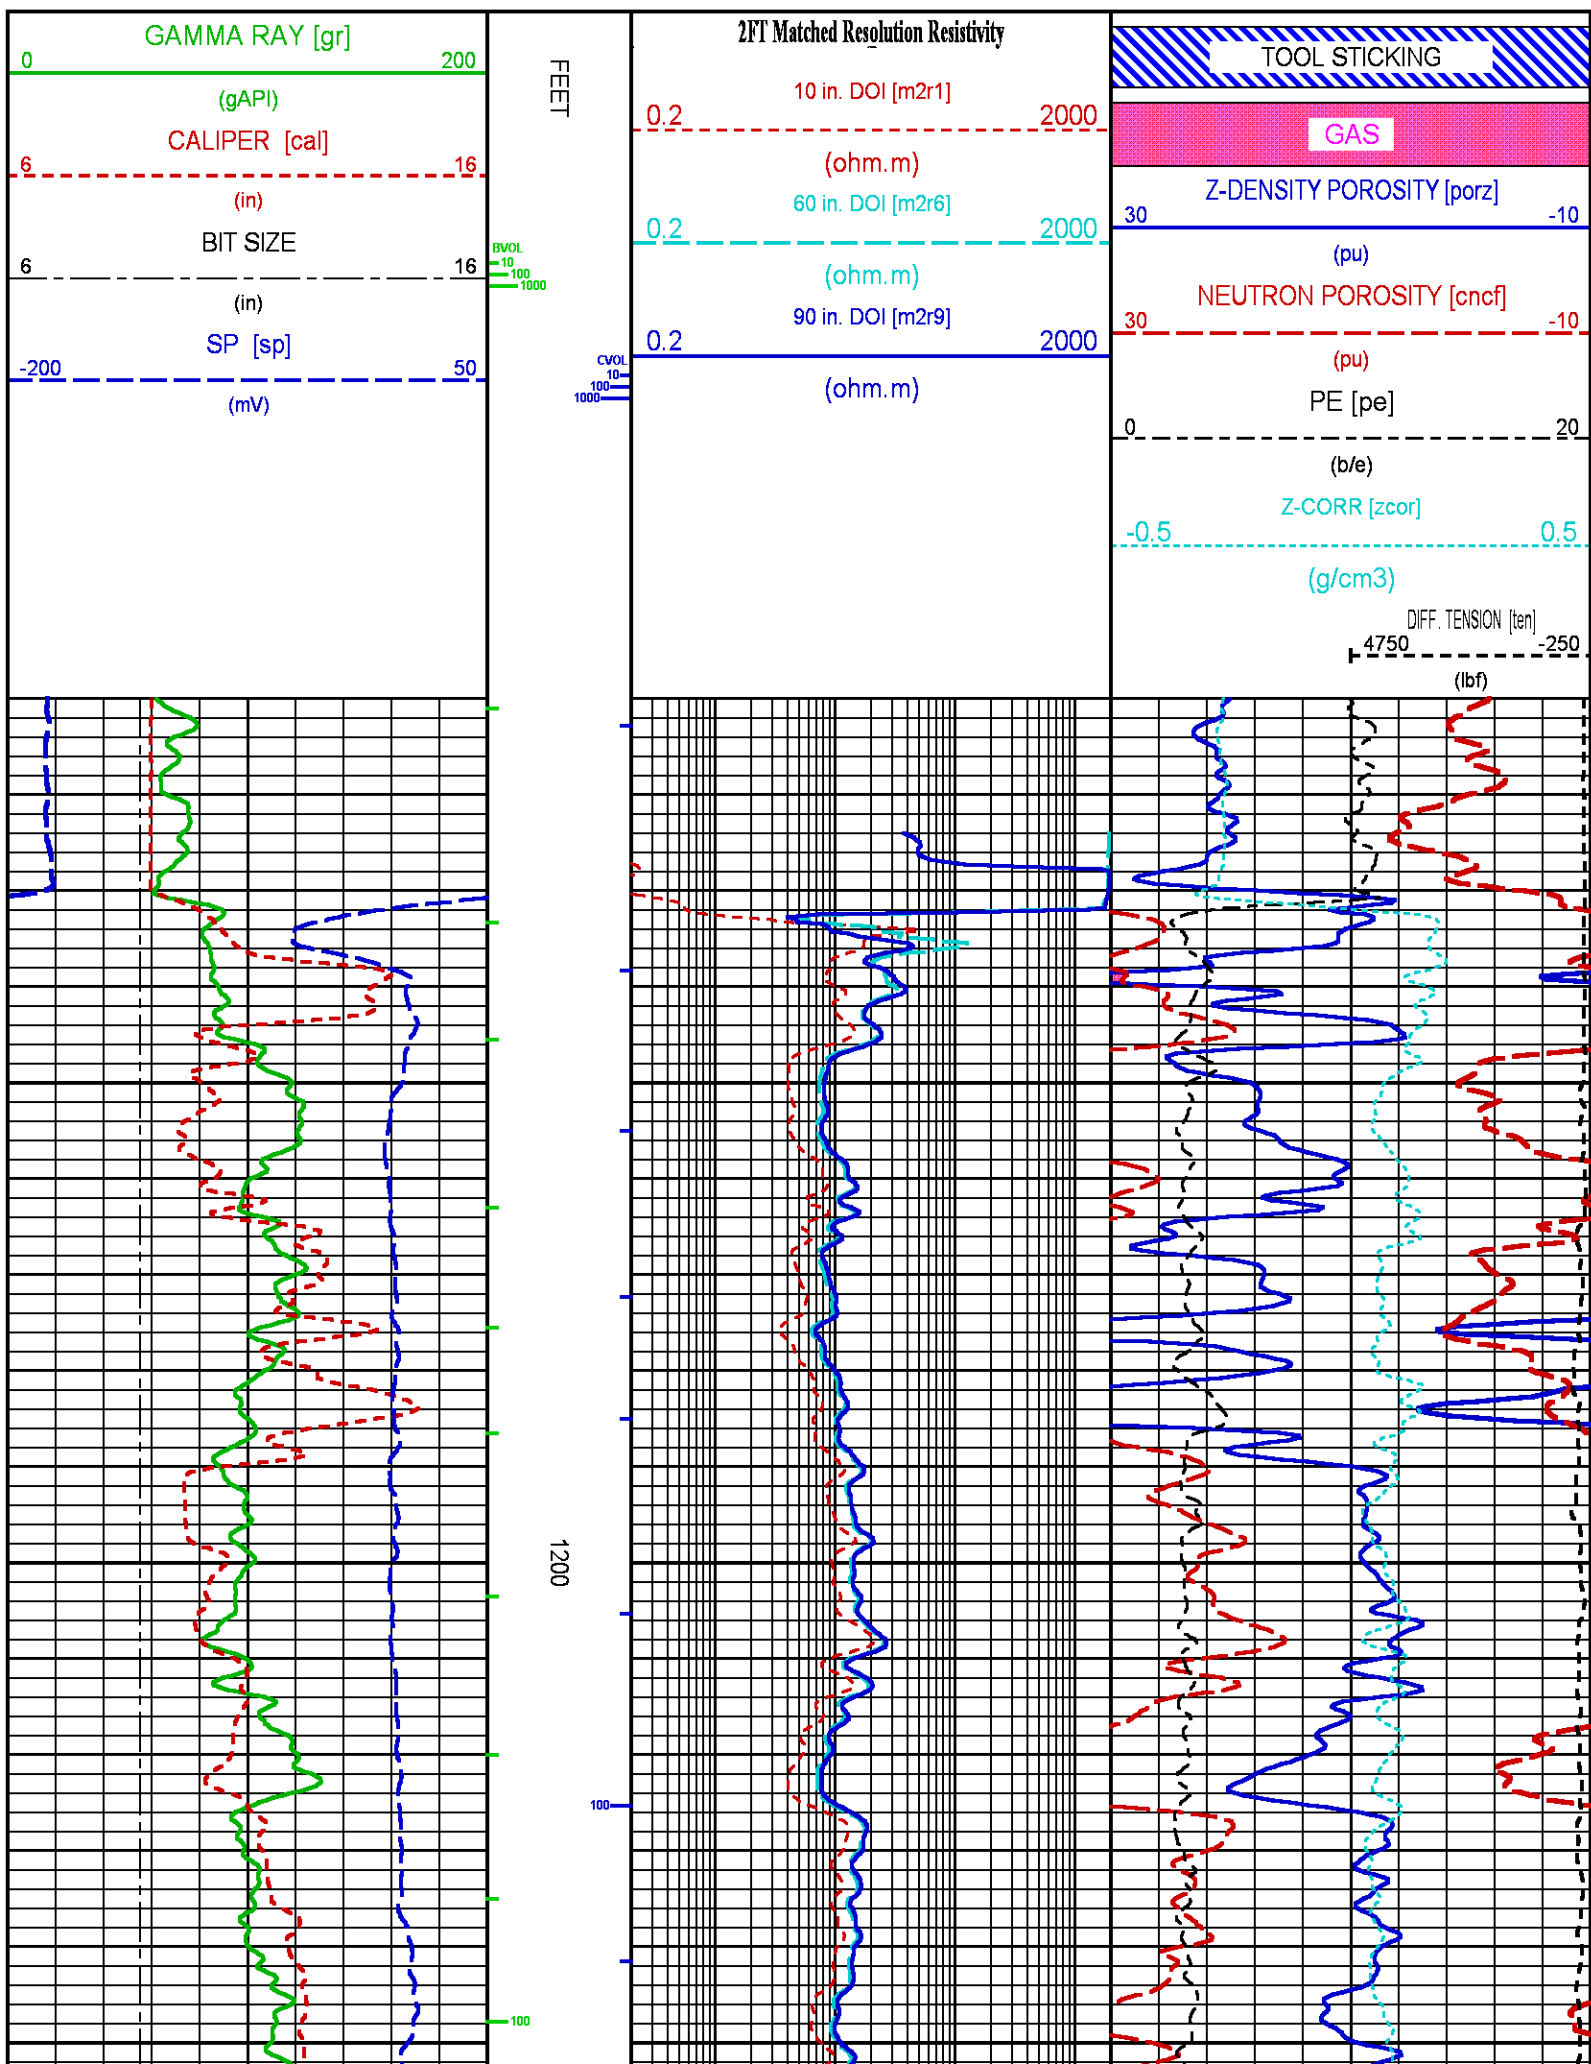 GAMMA RAY [gr]
0 200
(gAPI)
CALIPER [cal]
6 16
(in)
BIT SIZE
6 16
(in)
SP [sp]
-200 50
(mV)
FEET
BVOL
10
100
1000
CVOL
10
100
1000
2FT Matched Resolution Resistivity
10 in. DOI [m2r1]
0.2 2000
(ohm.m)
60 in. DOI [m2r6]
0.2 2000
(ohm.m)
90 in. DOI [m2r9]
0.2 2000
(ohm.m)
TOOL STICKING
GAS
Z-DENSITY POROSITY [porz]
30 -10
(pu)
NEUTRON POROSITY [cncf]
30 -10
(pu)
PE [pe]
0 20
(b/e)
Z-CORR [zcor]
-0.5 0.5
(g/cm3)
DIFF. TENSION [ten]
4750 -250
(lbf)
1200
100
100